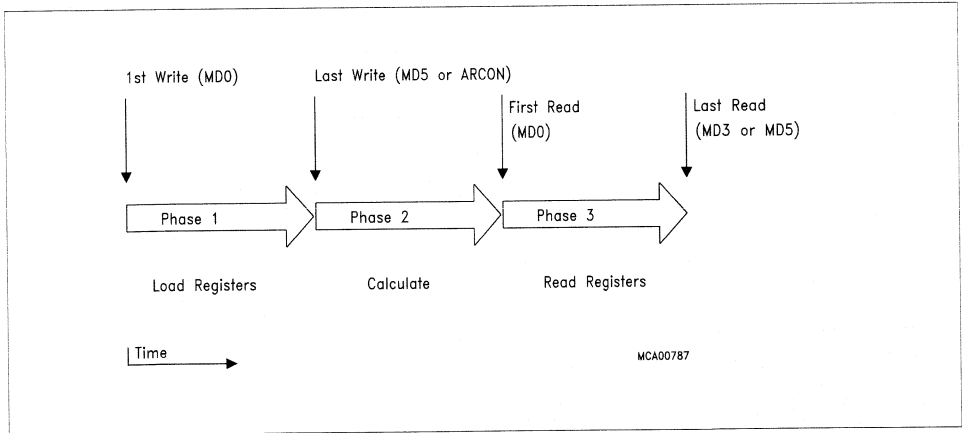 1st Write (MD0)
Last Write (MD5 or ARCON)
First Read
(MD0)
Last Read
(MD3 or MD5)
Phase 1
Phase 2
Phase 3
Load Registers
Calculate
Read Registers
Time
MCA00787